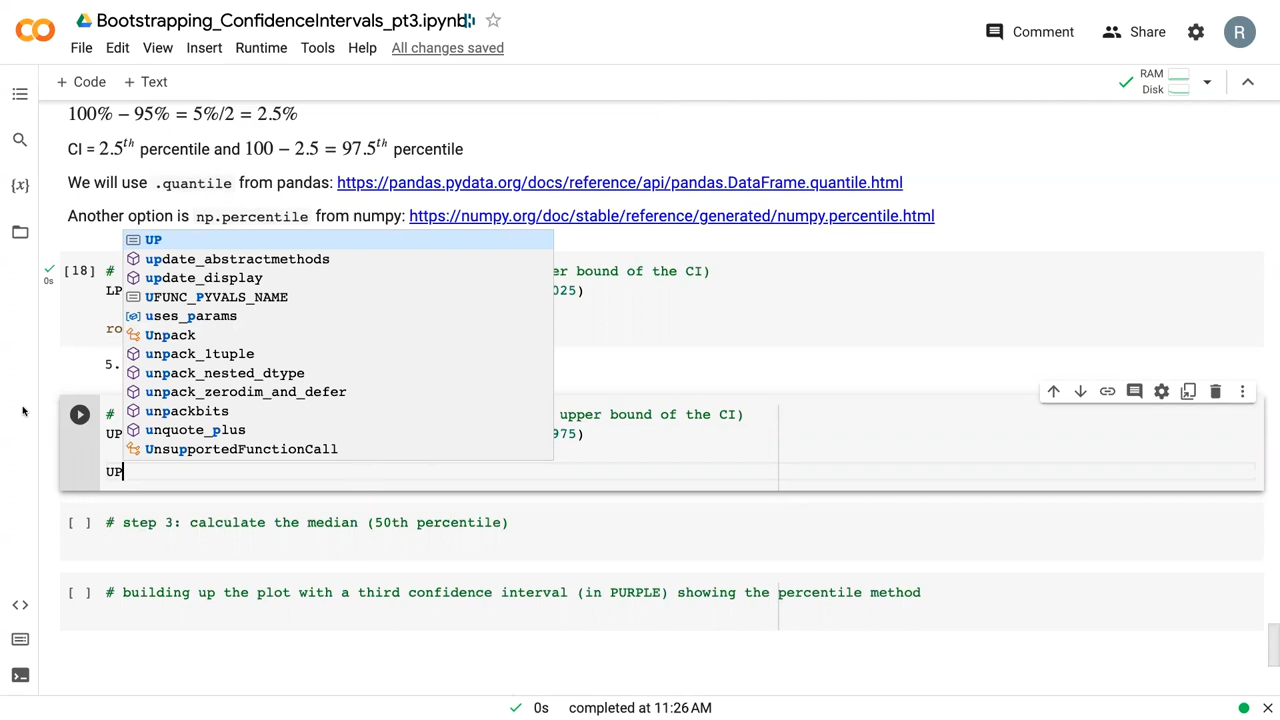 Bootstrapping_ConfidenceIntervals_pt3.ipynb
File Edit View Insert Runtime Tools Help All changes saved
Comment Share R
+ Code + Text RAM Disk
100% − 95% = 5%/2 = 2.5%
CI = 2.5th percentile and 100 − 2.5 = 97.5th percentile
We will use .quantile from pandas: https://pandas.pydata.org/docs/reference/api/pandas.DataFrame.quantile.html
Another option is np.percentile from numpy: https://numpy.org/doc/stable/reference/generated/numpy.percentile.html
UP
update_abstractmethods
update_display
UFUNC_PYVALS_NAME
uses_params
Unpack
unpack_1tuple
unpack_nested_dtype
unpack_zerodim_and_defer
unpackbits
unquote_plus
UnsupportedFunctionCall
[18] # er bound of the CI)
0s LP 025)
ro
5.
# upper bound of the CI)
UP 975)
UP
[ ] # step 3: calculate the median (50th percentile)
[ ] # building up the plot with a third confidence interval (in PURPLE) showing the percentile method
0s completed at 11:26 AM